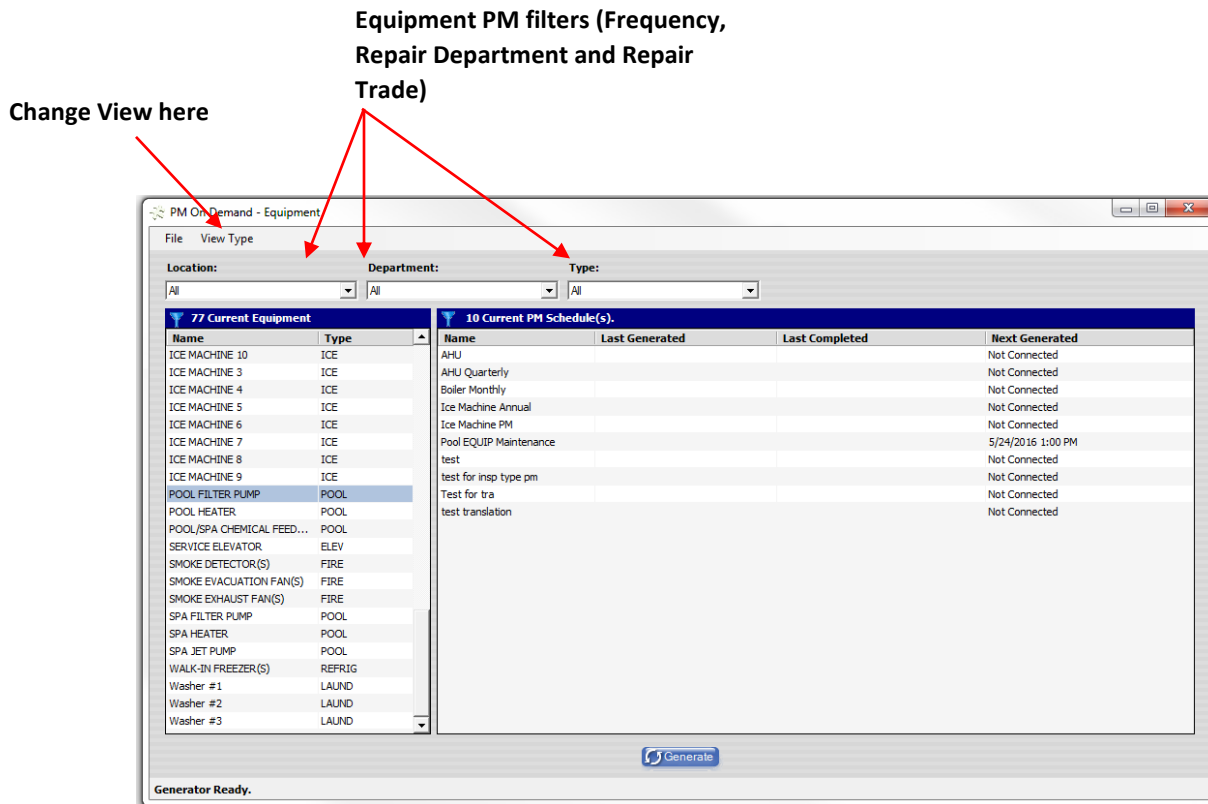 Equipment PM filters (Frequency,
Repair Department and Repair
Trade)
Change View here
PM On Demand - Equipment
File View Type
Location: Department: Type:
All All All
77 Current Equipment
Name Type
ICE MACHINE 10 ICE
ICE MACHINE 3 ICE
ICE MACHINE 4 ICE
ICE MACHINE 5 ICE
ICE MACHINE 6 ICE
ICE MACHINE 7 ICE
ICE MACHINE 8 ICE
ICE MACHINE 9 ICE
POOL FILTER PUMP POOL
POOL HEATER POOL
POOL/SPA CHEMICAL FEED... POOL
SERVICE ELEVATOR ELEV
SMOKE DETECTOR(S) FIRE
SMOKE EVACUATION FAN(S) FIRE
SMOKE EXHAUST FAN(S) FIRE
SPA FILTER PUMP POOL
SPA HEATER POOL
SPA JET PUMP POOL
WALK-IN FREEZER(S) REFRIG
Washer #1 LAUND
Washer #2 LAUND
Washer #3 LAUND
10 Current PM Schedule(s).
Name Last Generated Last Completed Next Generated
AHU Not Connected
AHU Quarterly Not Connected
Boiler Monthly Not Connected
Ice Machine Annual Not Connected
Ice Machine PM Not Connected
Pool EQUIP Maintenance 5/24/2016 1:00 PM
test Not Connected
test for insp type pm Not Connected
Test for tra Not Connected
test translation Not Connected
Generate
Generator Ready.